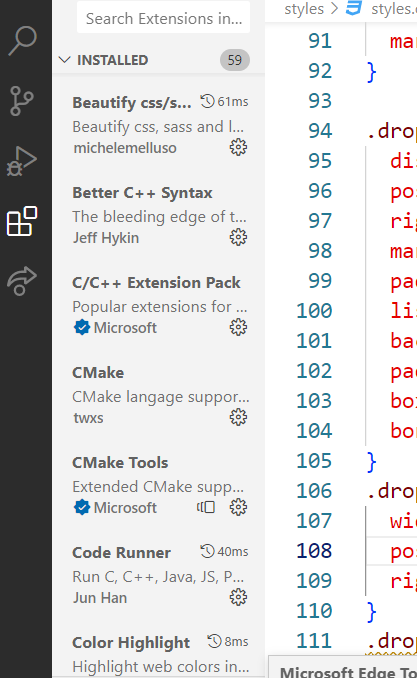 Search Extensions in...
INSTALLED 59
Beautify css/s... 61ms
Beautify css, sass and l...
michelemelluso
Better C++ Syntax
The bleeding edge of t...
Jeff Hykin
C/C++ Extension Pack
Popular extensions for ...
Microsoft
CMake
CMake langage suppor...
twxs
CMake Tools
Extended CMake supp...
Microsoft
Code Runner 40ms
Run C, C++, Java, JS, P...
Jun Han
Color Highlight 8ms
Highlight web colors in...
styles > styles.c
91 mar
92 }
93
94 .drop
95 dis
96 pos
97 rig
98 mar
99 pad
100 lis
101 bac
102 pad
103 box
104 bor
105 }
106 .drop
107 wid
108 pos
109 rig
110 }
111 .drop
Microsoft Edge To